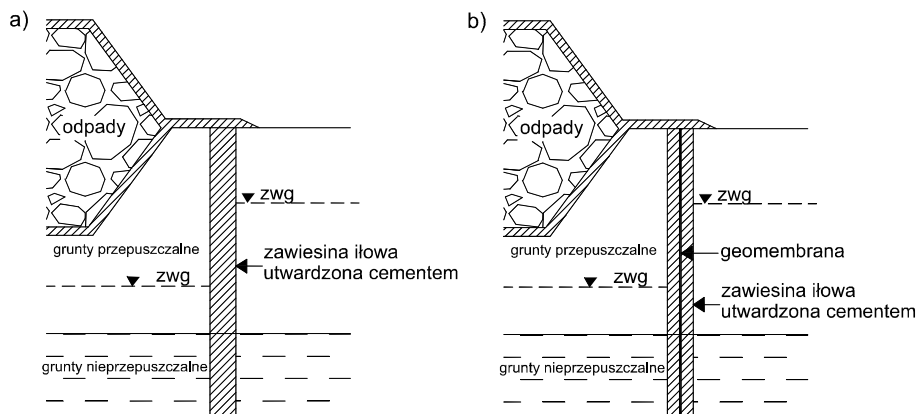 a)
odpady
zwg
grunty przepuszczalne
zawiesina iłowa
utwardzona cementem
zwg
grunty nieprzepuszczalne
b)
odpady
zwg
grunty przepuszczalne
geomembrana
zwg
zawiesina iłowa
utwardzona cementem
grunty nieprzepuszczalne